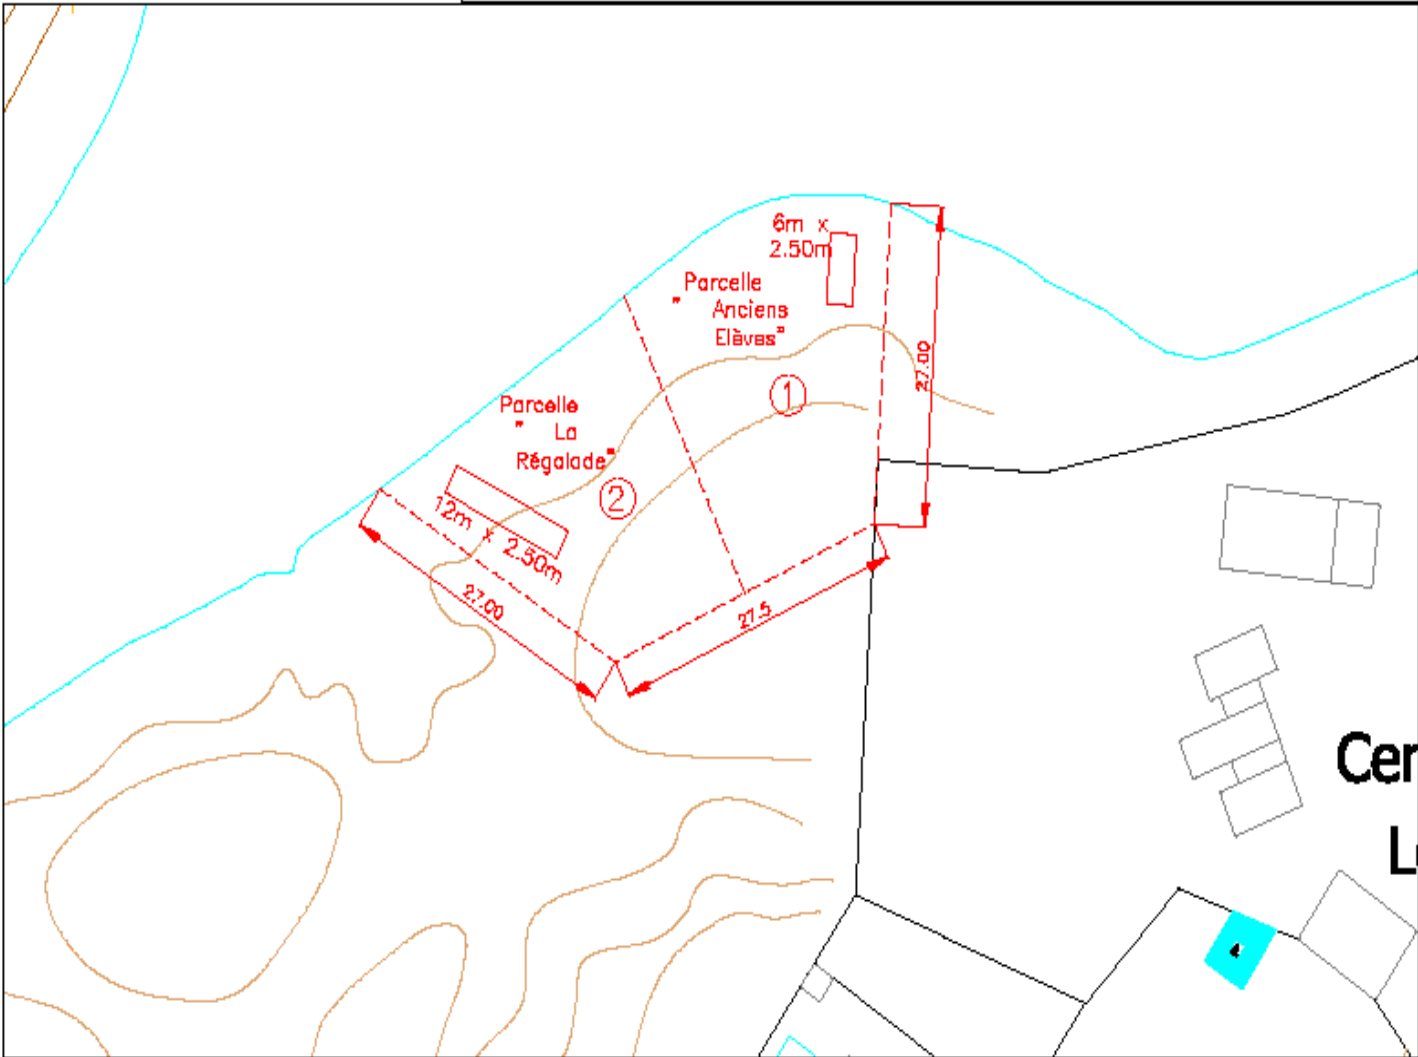 6m x
2.50m
Parcelle
" Anciens
Elèves"
1
27.00
Parcelle
" La
Régalade"
2
12m x 2.50m
27.00
27.5
Cer